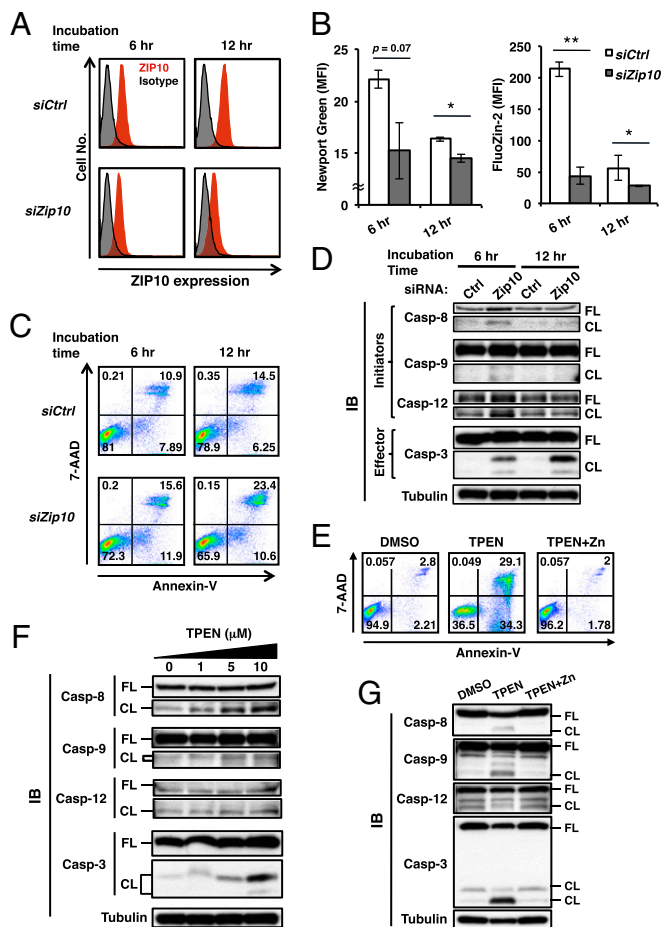 A
Incubation
time
6 hr
12 hr
ZIP10
Isotype
siCtrl
siZip10
Cell No.
ZIP10 expression
B
siCtrl
siZip10
Newport Green (MFI)
25
20
15
0
≈
p = 0.07
*
6 hr
12 hr
FluoZin-2 (MFI)
250
200
150
100
50
0
**
*
6 hr
12 hr
C
Incubation
time
6 hr
12 hr
siCtrl
0.21 10.9
81 7.89
0.35 14.5
78.9 6.25
siZip10
0.2 15.6
72.3 11.9
0.15 23.4
65.9 10.6
7-AAD
Annexin-V
D
Incubation
Time
6 hr
12 hr
siRNA:
Ctrl
Zip10
Ctrl
Zip10
IB
Initiators
Casp-8
FL
CL
Casp-9
FL
CL
Casp-12
FL
CL
Effector
Casp-3
FL
CL
Tubulin
E
DMSO
TPEN
TPEN+Zn
0.057 2.8
94.9 2.21
0.049 29.1
36.5 34.3
0.057 2
96.2 1.78
7-AAD
Annexin-V
F
TPEN (μM)
0 1 5 10
IB
Casp-8
FL
CL
Casp-9
FL
CL
Casp-12
FL
CL
Casp-3
FL
CL
Tubulin
G
DMSO
TPEN
TPEN+Zn
IB
Casp-8
FL
CL
Casp-9
FL
CL
Casp-12
FL
CL
Casp-3
FL
CL
CL
Tubulin